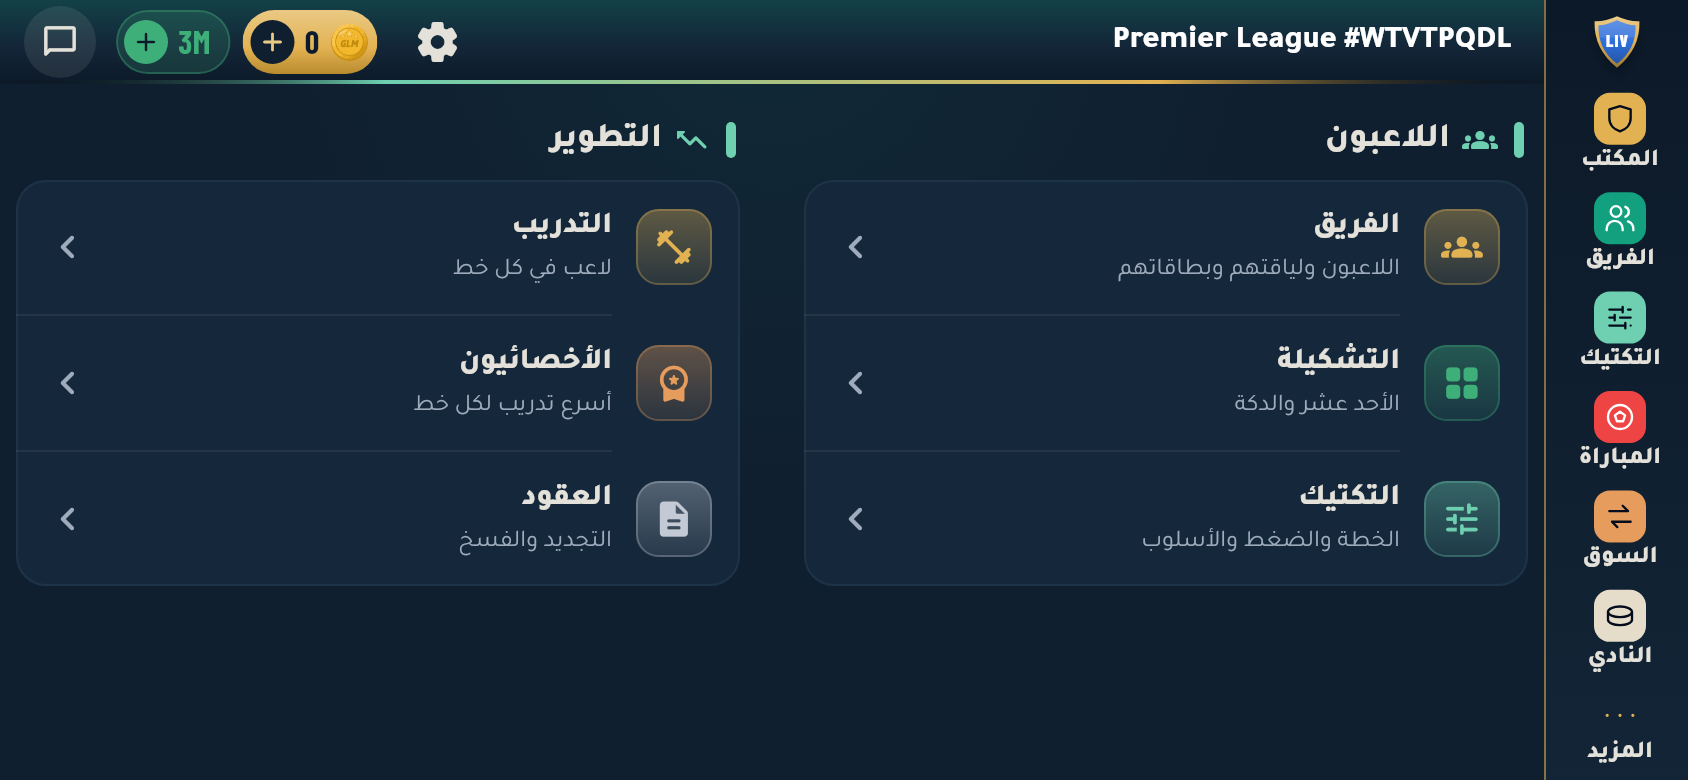 Premier League #WTVTPQDL
0
GLM
3M
LIV
المكتب
الفريق
التكتيك
المباراة
السوق
النادي
...
المزيد
اللاعبون
الفريق
اللاعبون ولياقتهم وبطاقاتهم
التشكيلة
الأحد عشر والدكة
التكتيك
الخطة والضغط والأسلوب
التطوير
التدريب
لاعب في كل خط
الأخصائيون
أسرع تدريب لكل خط
العقود
التجديد والفسخ